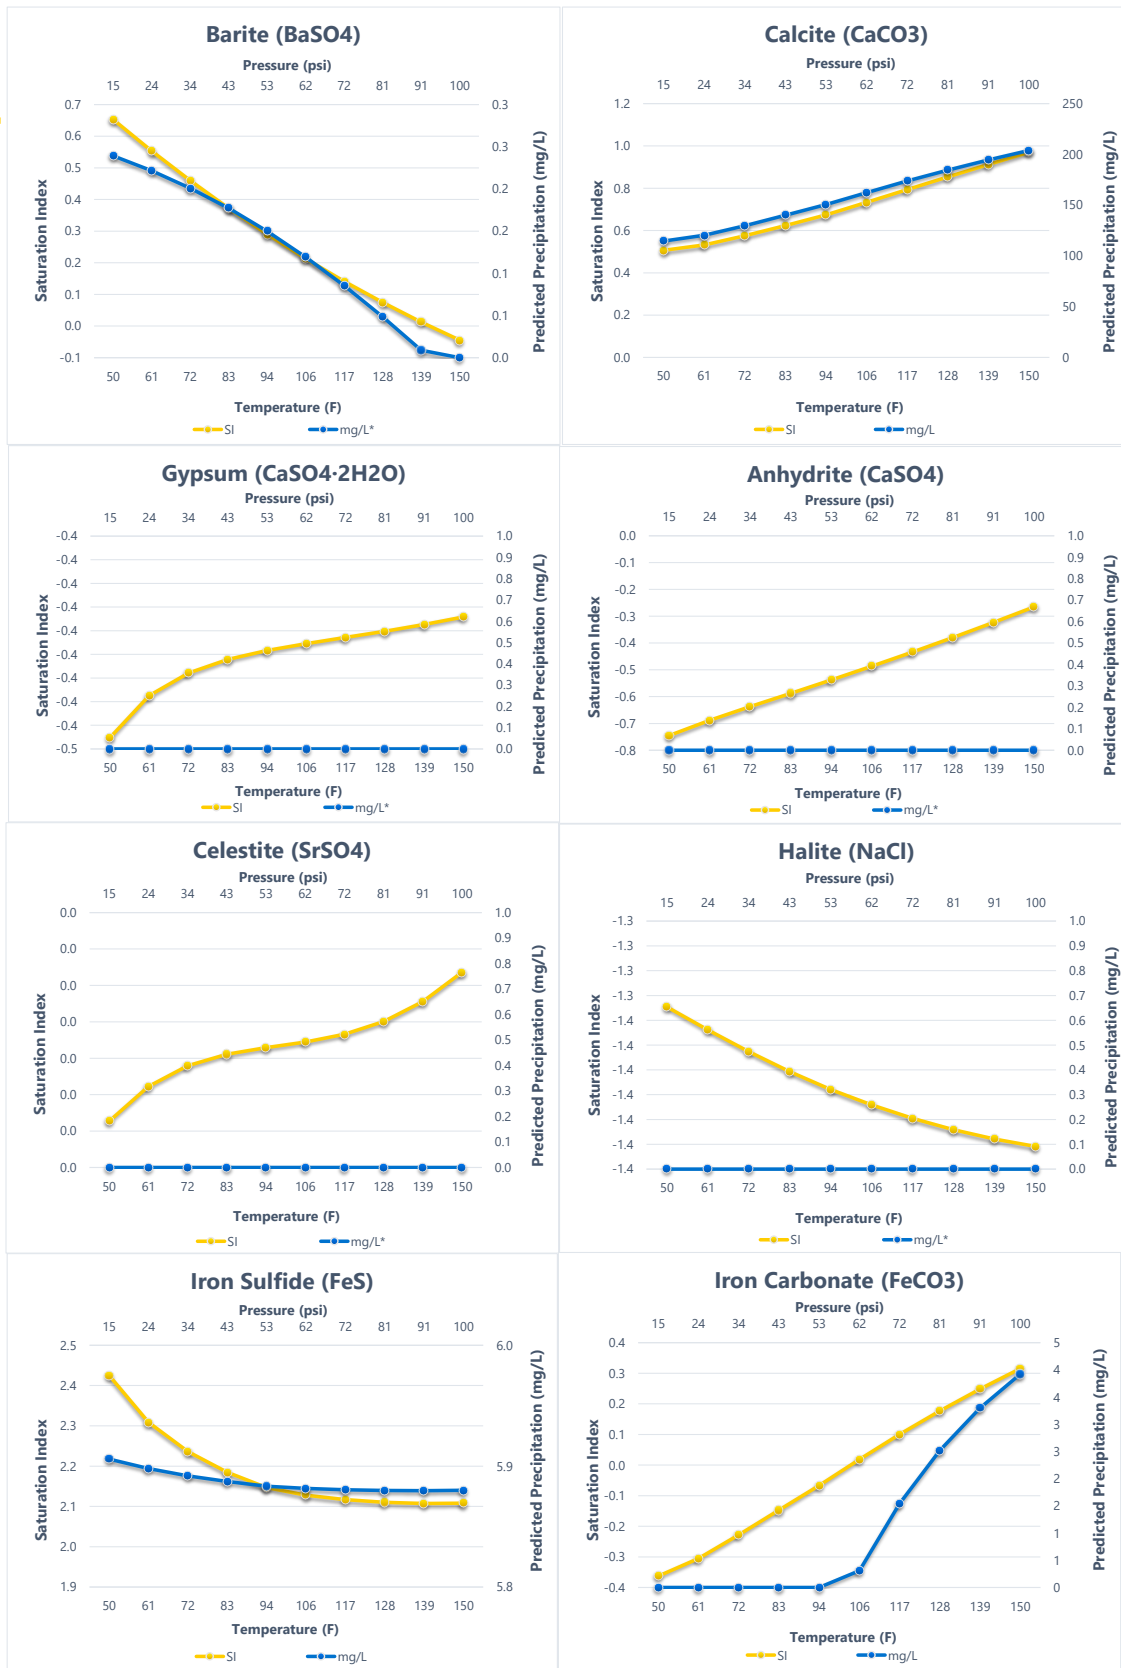 Barite (BaSO4)
Pressure (psi)
15 24 34 43 53 62 72 81 91 100
0.7
0.6
0.5
0.4
0.3
0.2
0.1
0.0
-0.1
Saturation Index
0.3
0.3
0.2
0.2
0.1
0.1
0.0
Predicted Precipitation (mg/L)
50 61 72 83 94 106 117 128 139 150
Temperature (F)
SI mg/L*
Calcite (CaCO3)
Pressure (psi)
15 24 34 43 53 62 72 81 91 100
1.2
1.0
0.8
0.6
0.4
0.2
0.0
Saturation Index
250
200
150
100
50
0
Predicted Precipitation (mg/L)
50 61 72 83 94 106 117 128 139 150
Temperature (F)
SI mg/L
Gypsum (CaSO4·2H2O)
Pressure (psi)
15 24 34 43 53 62 72 81 91 100
-0.4
-0.4
-0.4
-0.4
-0.4
-0.4
-0.4
-0.4
-0.4
-0.5
Saturation Index
1.0
0.9
0.8
0.7
0.6
0.5
0.4
0.3
0.2
0.1
0.0
Predicted Precipitation (mg/L)
50 61 72 83 94 106 117 128 139 150
Temperature (F)
SI mg/L*
Anhydrite (CaSO4)
Pressure (psi)
15 24 34 43 53 62 72 81 91 100
0.0
-0.1
-0.2
-0.3
-0.4
-0.5
-0.6
-0.7
-0.8
Saturation Index
1.0
0.9
0.8
0.7
0.6
0.5
0.4
0.3
0.2
0.1
0.0
Predicted Precipitation (mg/L)
50 61 72 83 94 106 117 128 139 150
Temperature (F)
SI mg/L*
Celestite (SrSO4)
Pressure (psi)
15 24 34 43 53 62 72 81 91 100
0.0
0.0
0.0
0.0
0.0
0.0
0.0
0.0
Saturation Index
1.0
0.9
0.8
0.7
0.6
0.5
0.4
0.3
0.2
0.1
0.0
Predicted Precipitation (mg/L)
50 61 72 83 94 106 117 128 139 150
Temperature (F)
SI mg/L*
Halite (NaCl)
Pressure (psi)
15 24 34 43 53 62 72 81 91 100
-1.3
-1.3
-1.3
-1.3
-1.4
-1.4
-1.4
-1.4
-1.4
-1.4
-1.4
Saturation Index
1.0
0.9
0.8
0.7
0.6
0.5
0.4
0.3
0.2
0.1
0.0
Predicted Precipitation (mg/L)
50 61 72 83 94 106 117 128 139 150
Temperature (F)
SI mg/L*
Iron Sulfide (FeS)
Pressure (psi)
15 24 34 43 53 62 72 81 91 100
2.5
2.4
2.3
2.2
2.1
2.0
1.9
Saturation Index
6.0
5.9
5.8
Predicted Precipitation (mg/L)
50 61 72 83 94 106 117 128 139 150
Temperature (F)
SI mg/L
Iron Carbonate (FeCO3)
Pressure (psi)
15 24 34 43 53 62 72 81 91 100
0.4
0.3
0.2
0.1
0.0
-0.1
-0.2
-0.3
-0.4
Saturation Index
5
4
4
3
3
2
2
1
1
0
Predicted Precipitation (mg/L)
50 61 72 83 94 106 117 128 139 150
Temperature (F)
SI mg/L